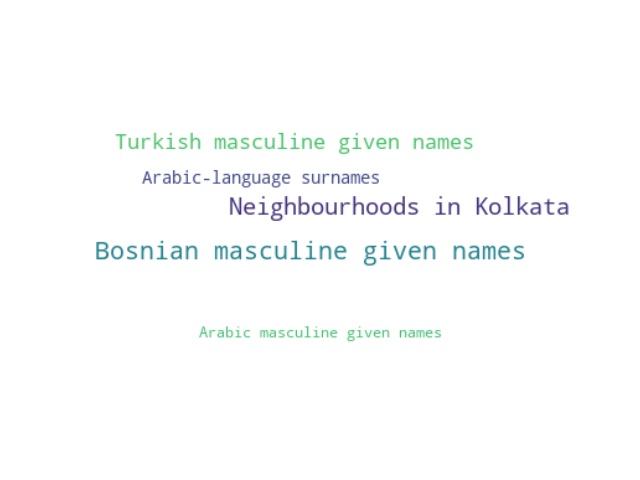 Turkish masculine given names
Arabic-language surnames
Neighbourhoods in Kolkata
Bosnian masculine given names
Arabic masculine given names